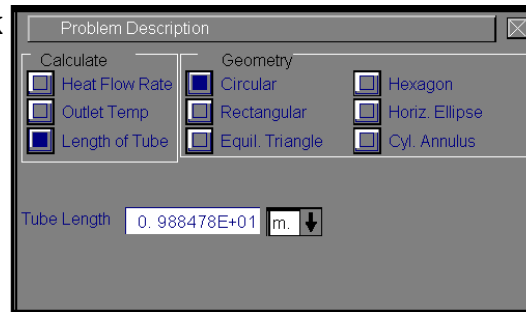 k
Problem Description
Calculate
Geometry
Heat Flow Rate
Circular
Hexagon
Outlet Temp
Rectangular
Horiz. Ellipse
Length of Tube
Equil. Triangle
Cyl. Annulus
Tube Length 0. 988478E+01 m.